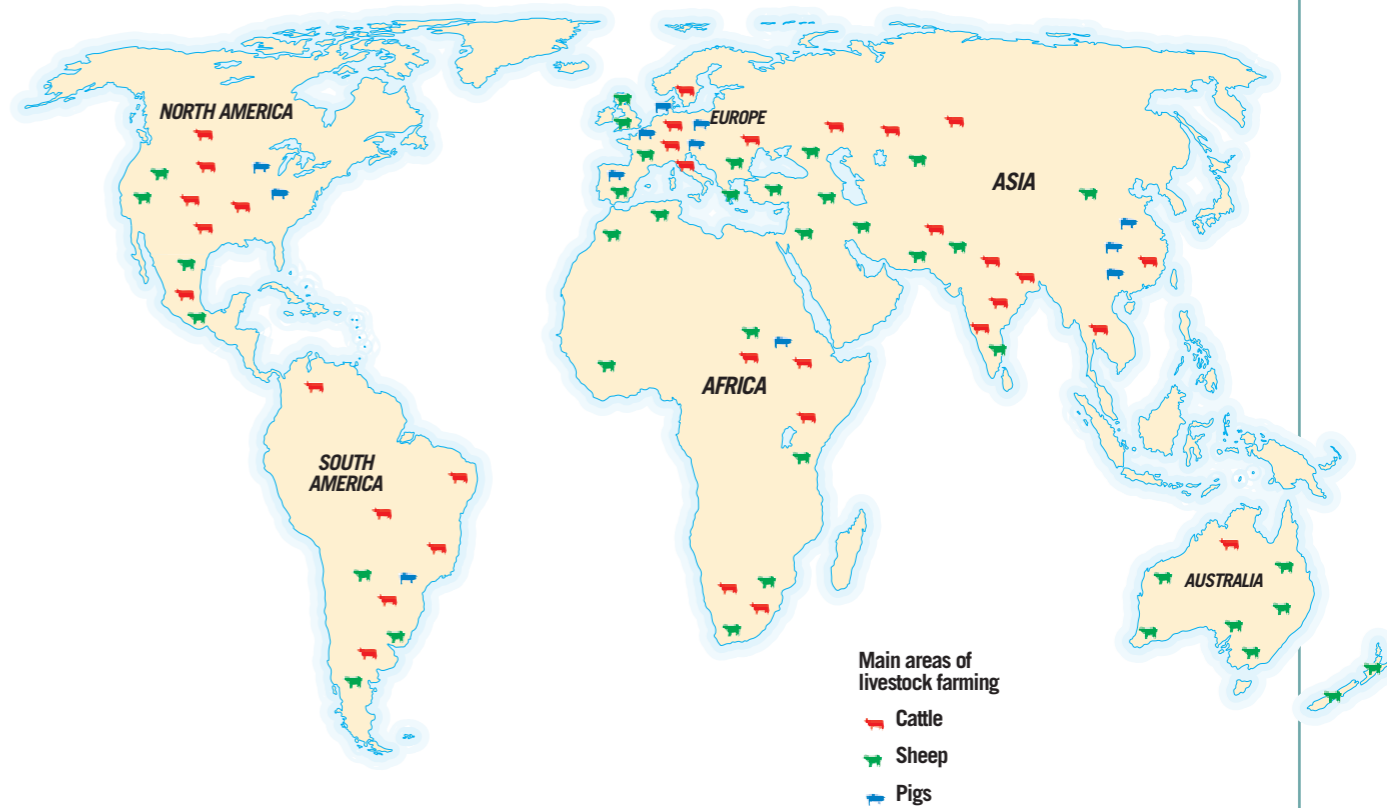 NORTH AMERICA
EUROPE
ASIA
AFRICA
SOUTH
AMERICA
AUSTRALIA
Main areas of
livestock farming
Cattle
Sheep
Pigs